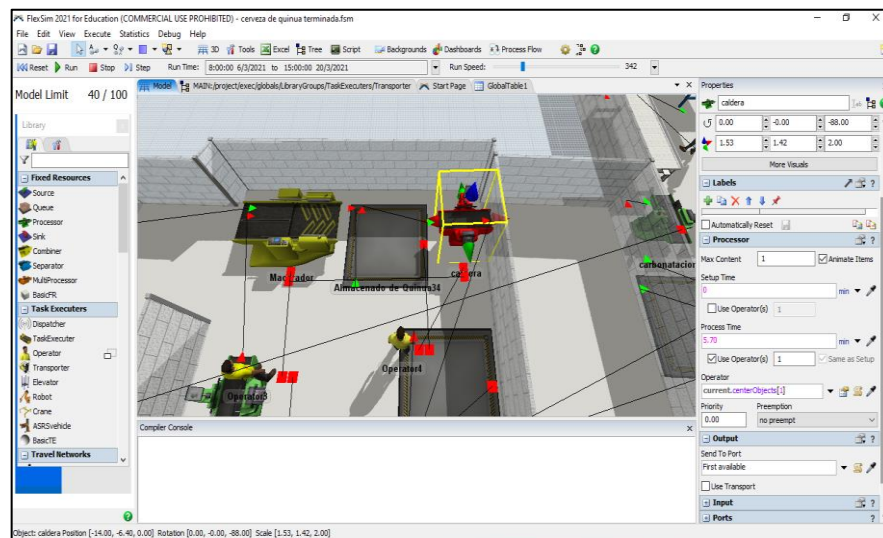 FlexSim 2021 for Education (COMMERCIAL USE PROHIBITED) - cerveza de quinua terminada.fsm
File Edit View Execute Statistics Debug Help
3D Tools Excel Tree Script Backgrounds Dashboards Process Flow
Reset Run Stop Step Run Time: 8:00:00 6/3/2021 to 15:00:00 20/3/2021 Run Speed: 342
Model Limit 40 / 100
Library
Fixed Resources
Source
Queue
Processor
Sink
Combiner
Separator
MultiProcessor
BasicFR
Task Executers
Dispatcher
TaskExecuter
Operator
Transporter
Elevator
Robot
Crane
ASRSvehicle
BasicTE
Travel Networks
Model MAIN:/project/exec/globals/LibraryGroups/TaskExecuters/Transporter Start Page GlobalTable1
Macerador
Almacenado de Quinua34
caldera
carbonatacion
Operator3
Operator4
Compiler Console
Properties
caldera
0.00 -0.00 -88.00
1.53 1.42 2.00
More Visuals
Labels
Automatically Reset
Processor
Max Content 1 Animate Items
Setup Time
0 min
Use Operator(s) 1
Process Time
5.70 min
Use Operator(s) 1 Same as Setup
Operator
current.centerObjects[1]
Priority Preemption
0.00 no preempt
Output
Send To Port
First available
Use Transport
Input
Ports
Object: caldera Position [-14.00, -6.40, 0.00] Rotation [0.00, -0.00, -88.00] Scale [1.53, 1.42, 2.00]